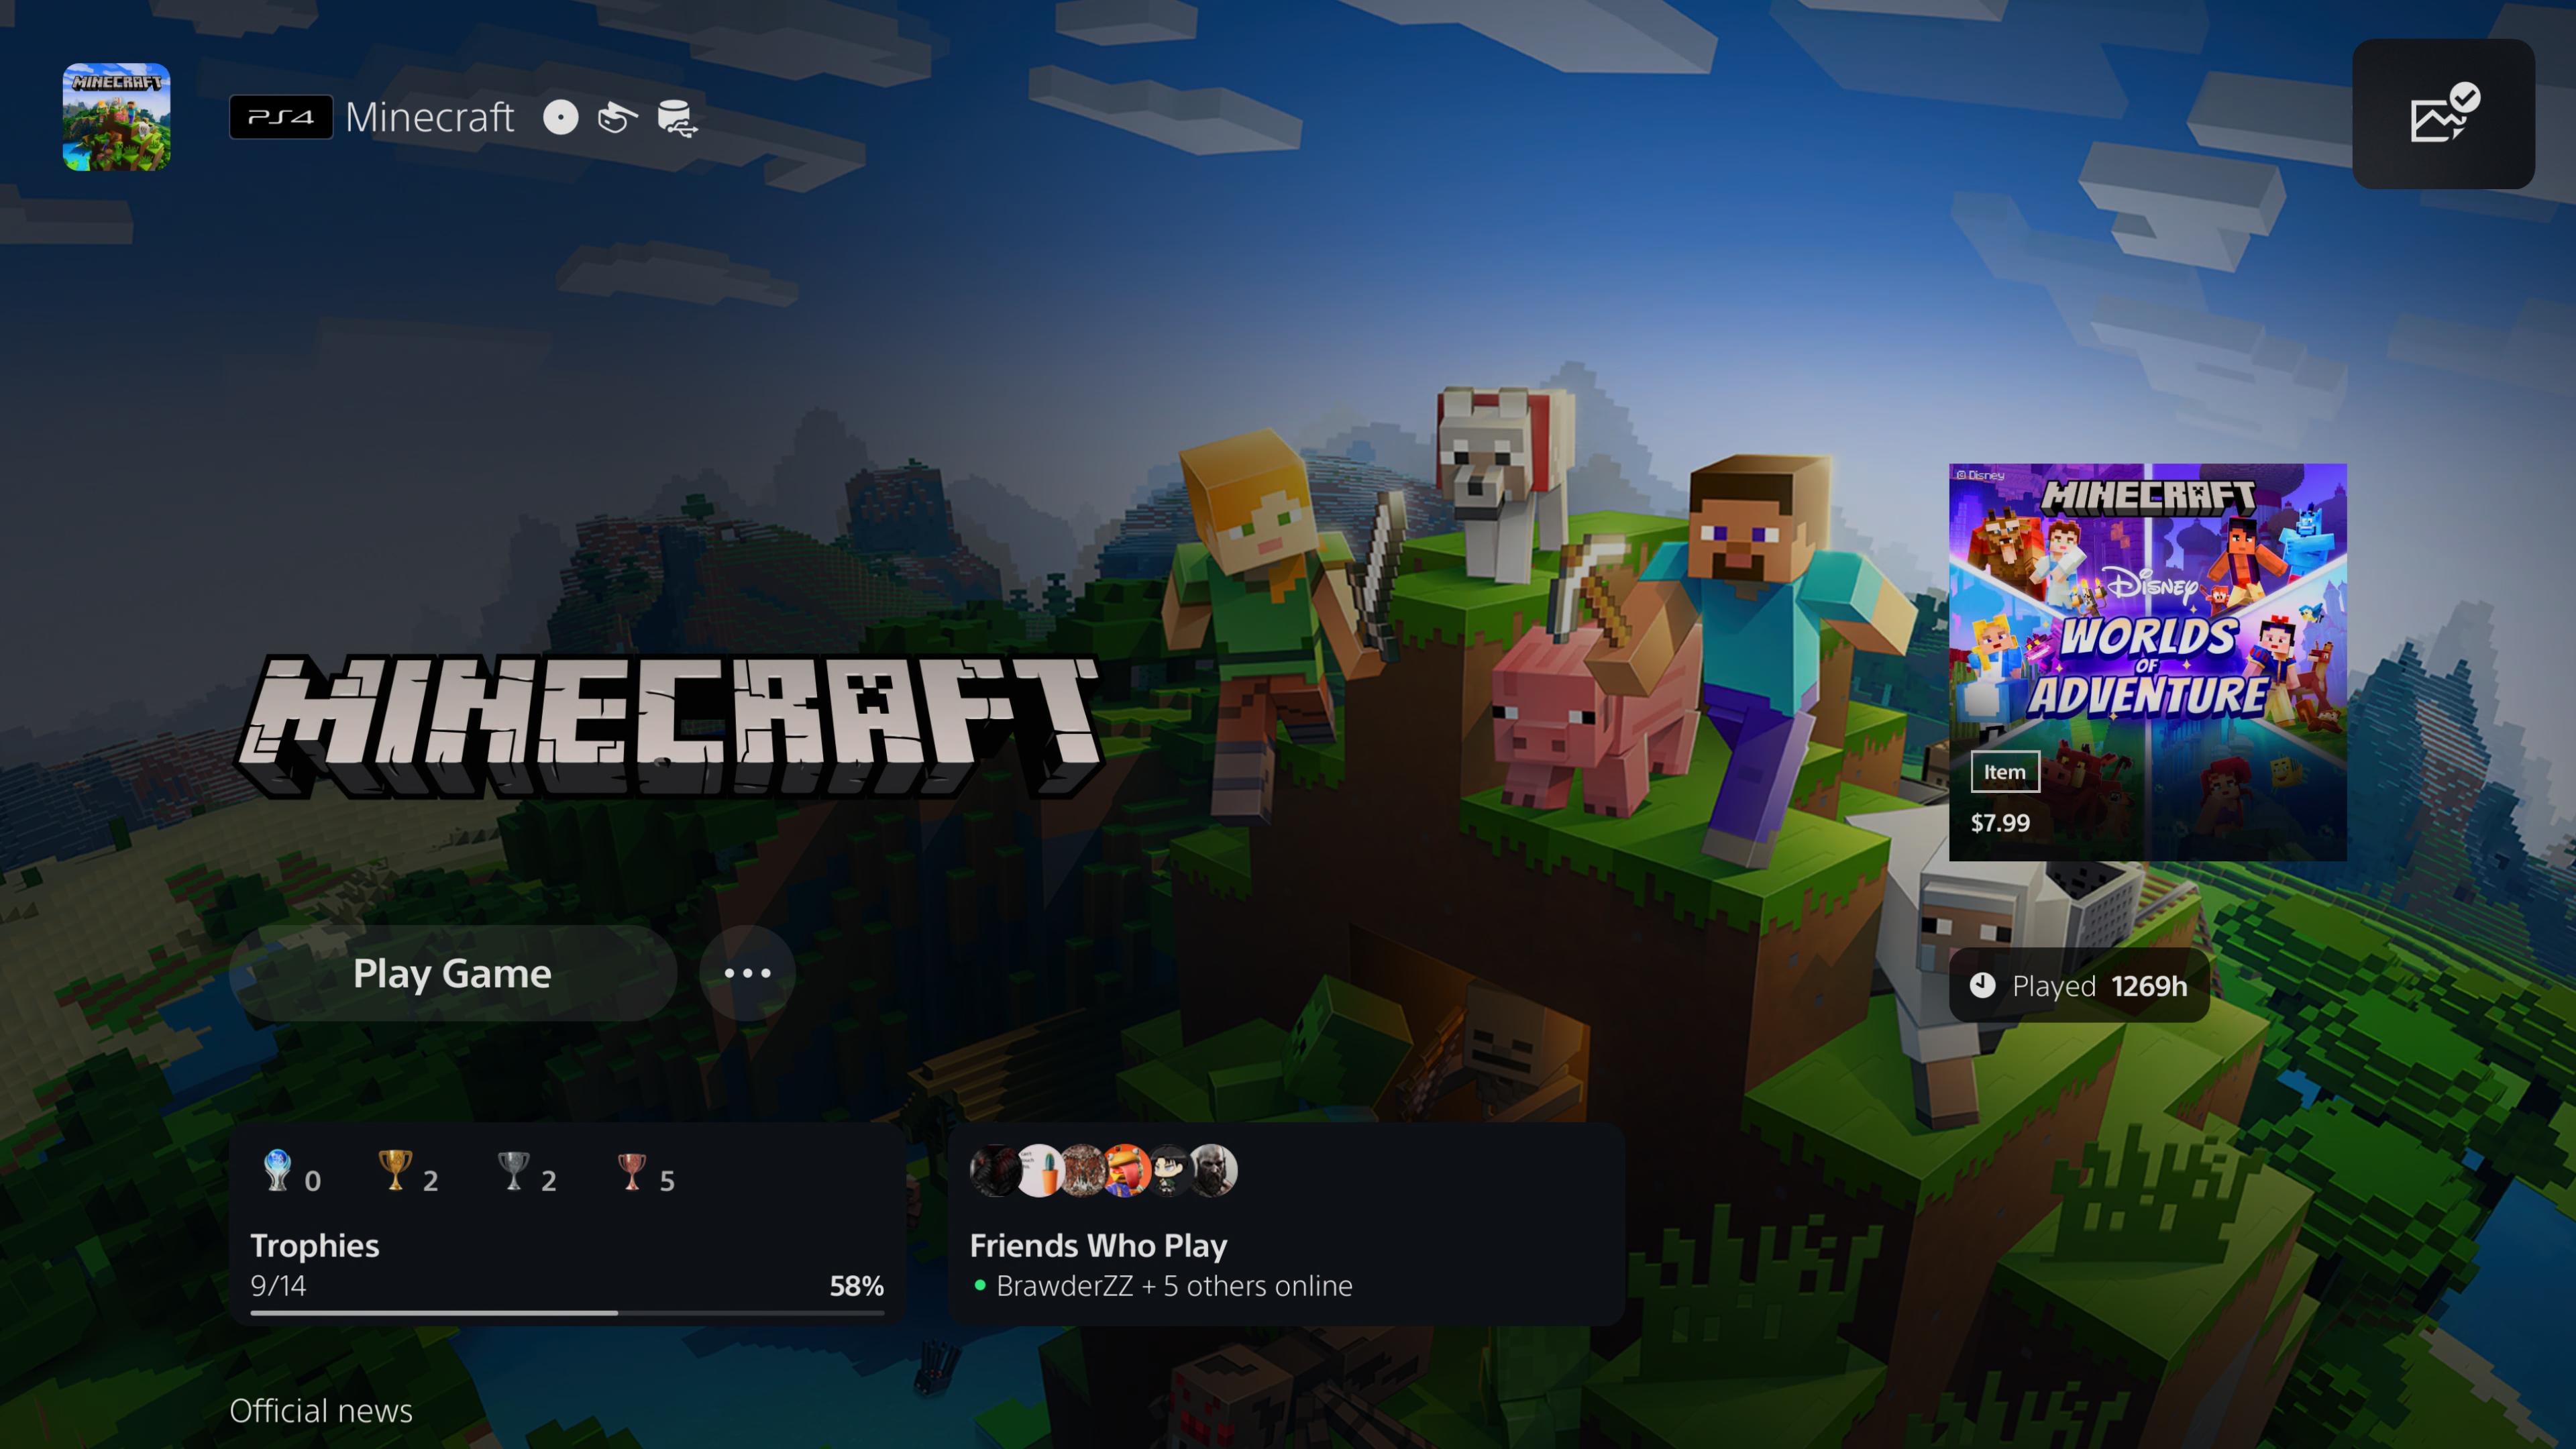 MINECRAFT
PS4 Minecraft
© Disney
MINECRAFT
Disney
WORLDS
OF
ADVENTURE
Item
$7.99
MINECRAFT
Play Game
Played 1269h
0 2 2 5
Trophies
9/14 58%
Friends Who Play
BrawderZZ + 5 others online
Official news